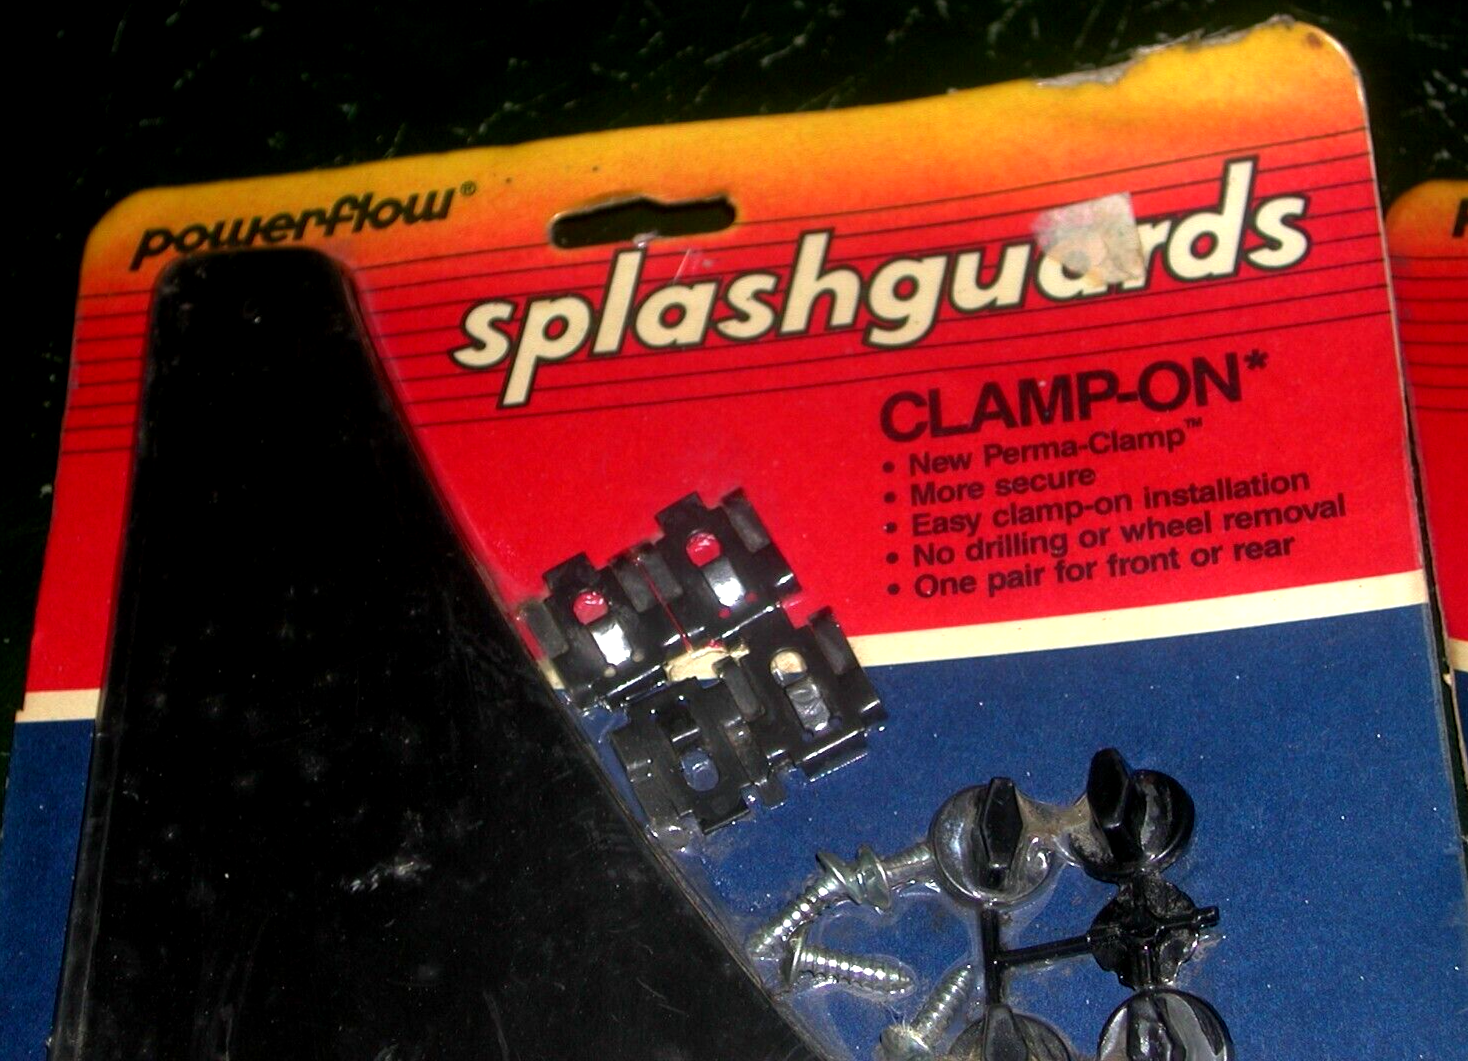 powerflow®
splashguards
CLAMP-ON*
• New Perma-Clamp™
• More secure
• Easy clamp-on installation
• No drilling or wheel removal
• One pair for front or rear